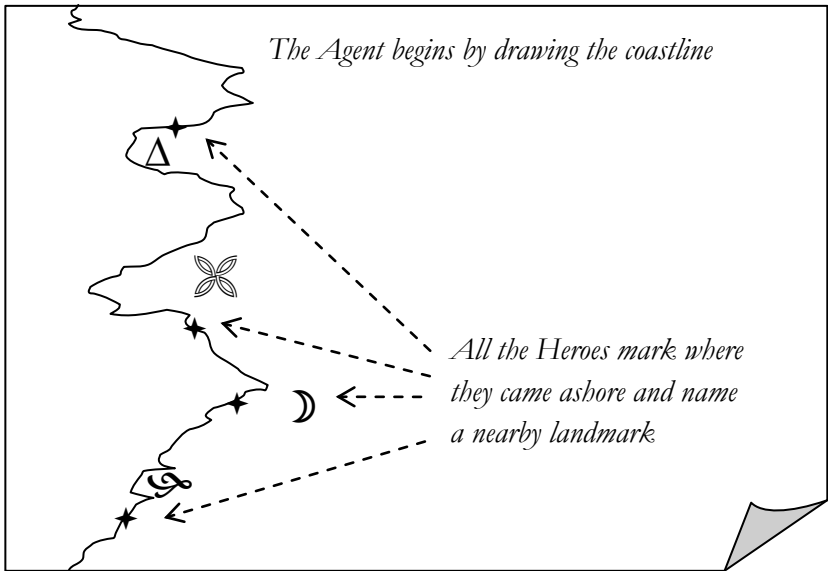 The Agent begins by drawing the coastline
Δ
All the Heroes mark where
they came ashore and name
a nearby landmark